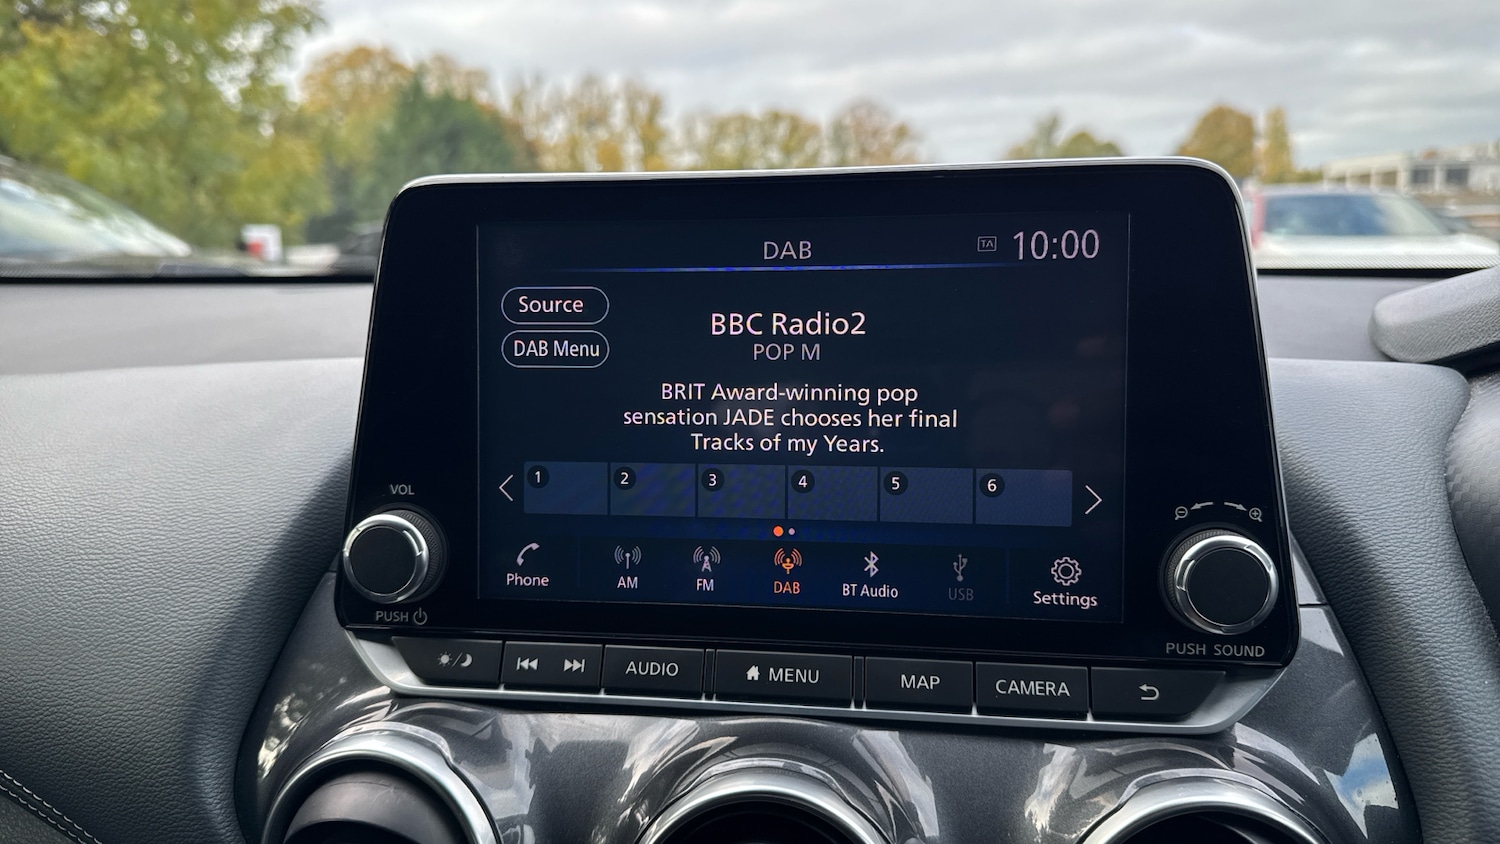 DAB
TA 10:00
Source
BBC Radio2
DAB Menu
POP M
BRIT Award-winning pop
sensation JADE chooses her final
Tracks of my Years.
1 2 3 4 5 6
Phone AM FM DAB BT Audio USB Settings
VOL
PUSH
PUSH SOUND
AUDIO MENU MAP CAMERA